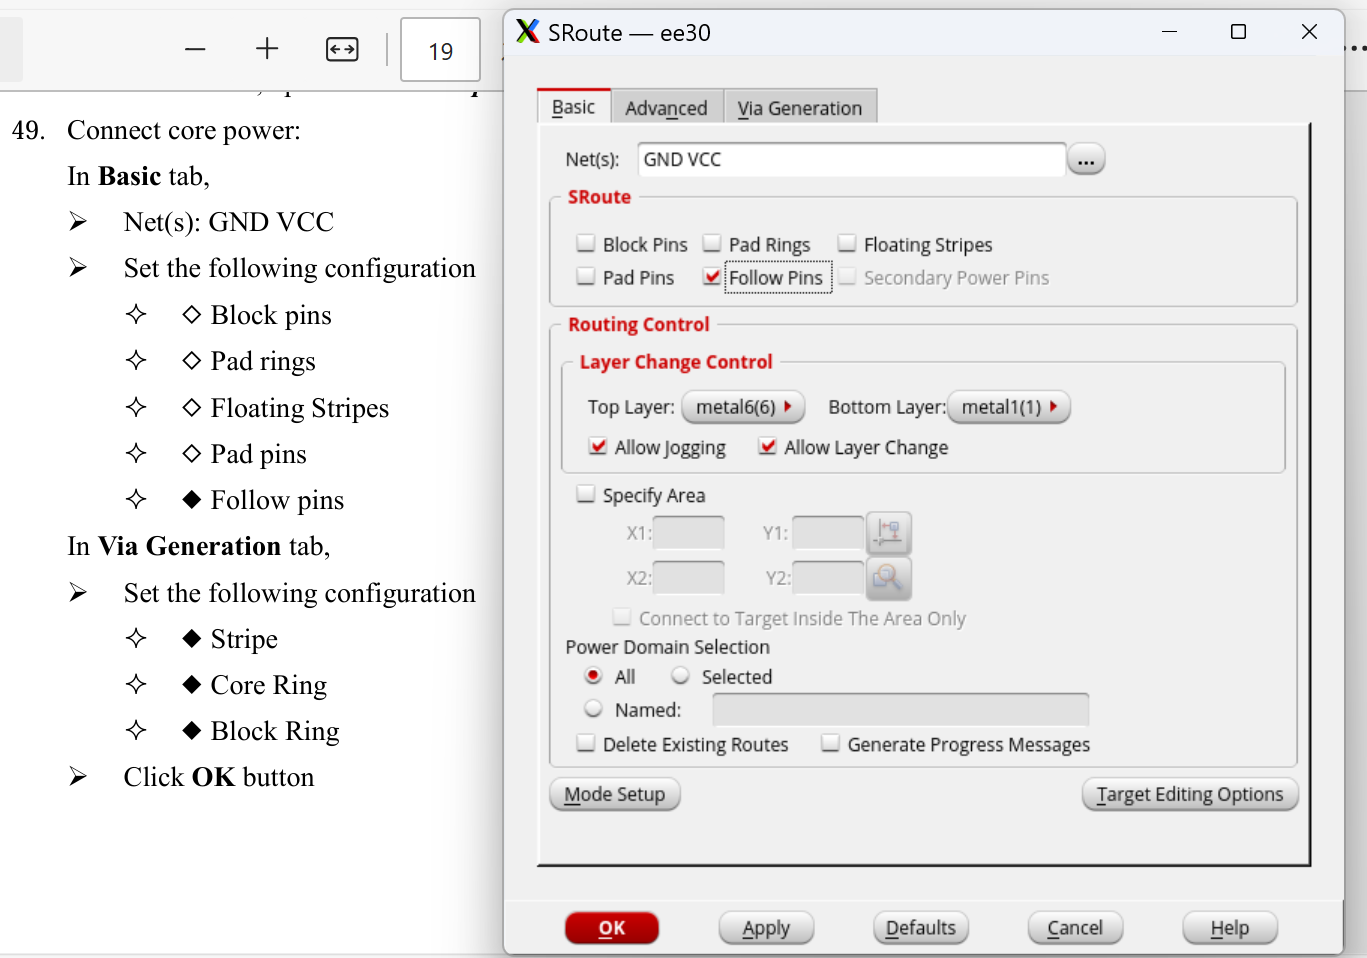 19
49. Connect core power:
In Basic tab,
➢ Net(s): GND VCC
➢ Set the following configuration
✧ ◇ Block pins
✧ ◇ Pad rings
✧ ◇ Floating Stripes
✧ ◇ Pad pins
✧ ◆ Follow pins
In Via Generation tab,
➢ Set the following configuration
✧ ◆ Stripe
✧ ◆ Core Ring
✧ ◆ Block Ring
➢ Click OK button
SRoute — ee30
Basic Advanced Via Generation
Net(s): GND VCC ...
SRoute
Block Pins Pad Rings Floating Stripes
Pad Pins Follow Pins Secondary Power Pins
Routing Control
Layer Change Control
Top Layer: metal6(6) Bottom Layer: metal1(1)
Allow Jogging Allow Layer Change
Specify Area
X1: Y1:
X2: Y2:
Connect to Target Inside The Area Only
Power Domain Selection
All Selected
Named:
Delete Existing Routes Generate Progress Messages
Mode Setup Target Editing Options
OK Apply Defaults Cancel Help